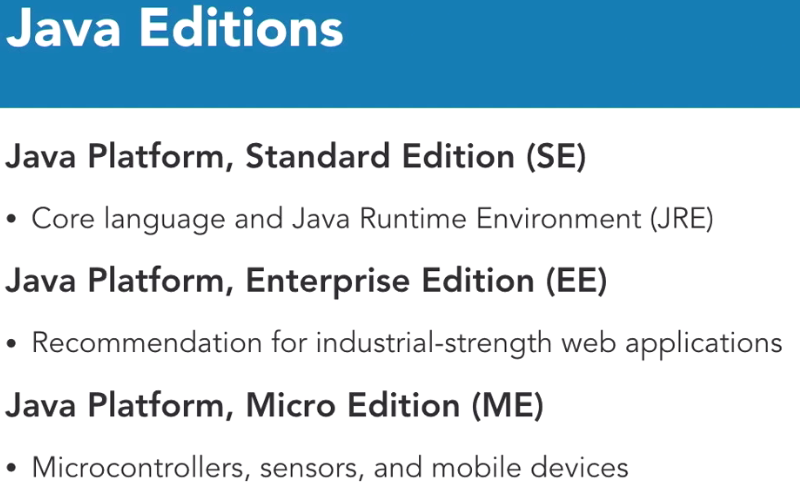 Java Editions
Java Platform, Standard Edition (SE)
• Core language and Java Runtime Environment (JRE)
Java Platform, Enterprise Edition (EE)
• Recommendation for industrial-strength web applications
Java Platform, Micro Edition (ME)
• Microcontrollers, sensors, and mobile devices